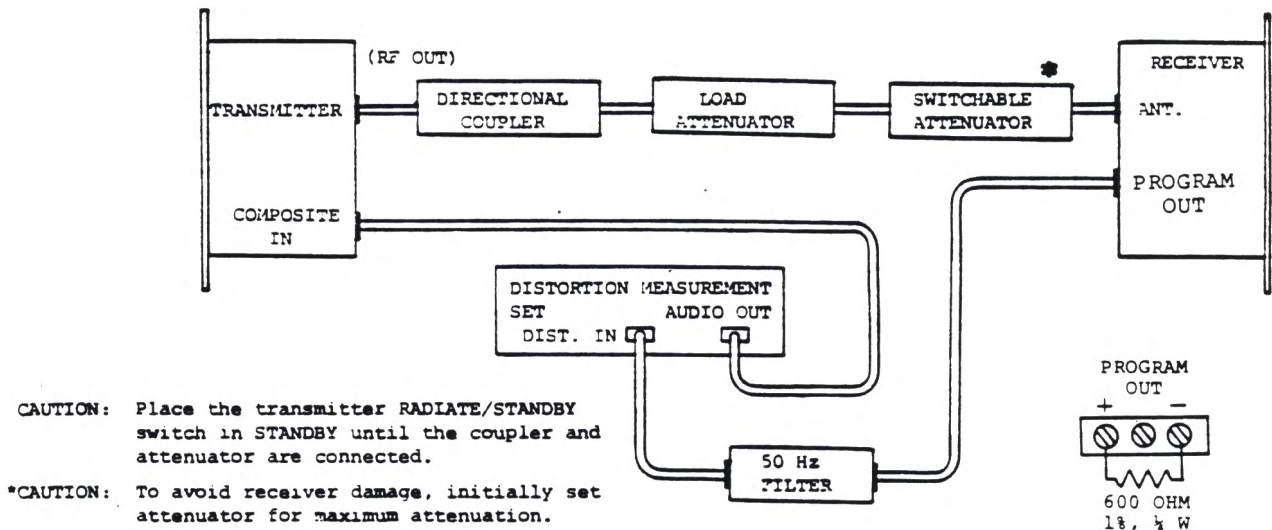 (RF OUT)
TRANSMITTER
COMPOSITE
IN
DIRECTIONAL
COUPLER
LOAD
ATTENUATOR
*
SWITCHABLE
ATTENUATOR
RECEIVER
ANT.
PROGRAM
OUT
DISTORTION MEASUREMENT
SET AUDIO OUT
DIST. IN
50 Hz
FILTER
PROGRAM
OUT
+ −
600 OHM
1%, ½ W
CAUTION: Place the transmitter RADIATE/STANDBY
switch in STANDBY until the coupler and
attenuator are connected.
*CAUTION: To avoid receiver damage, initially set
attenuator for maximum attenuation.